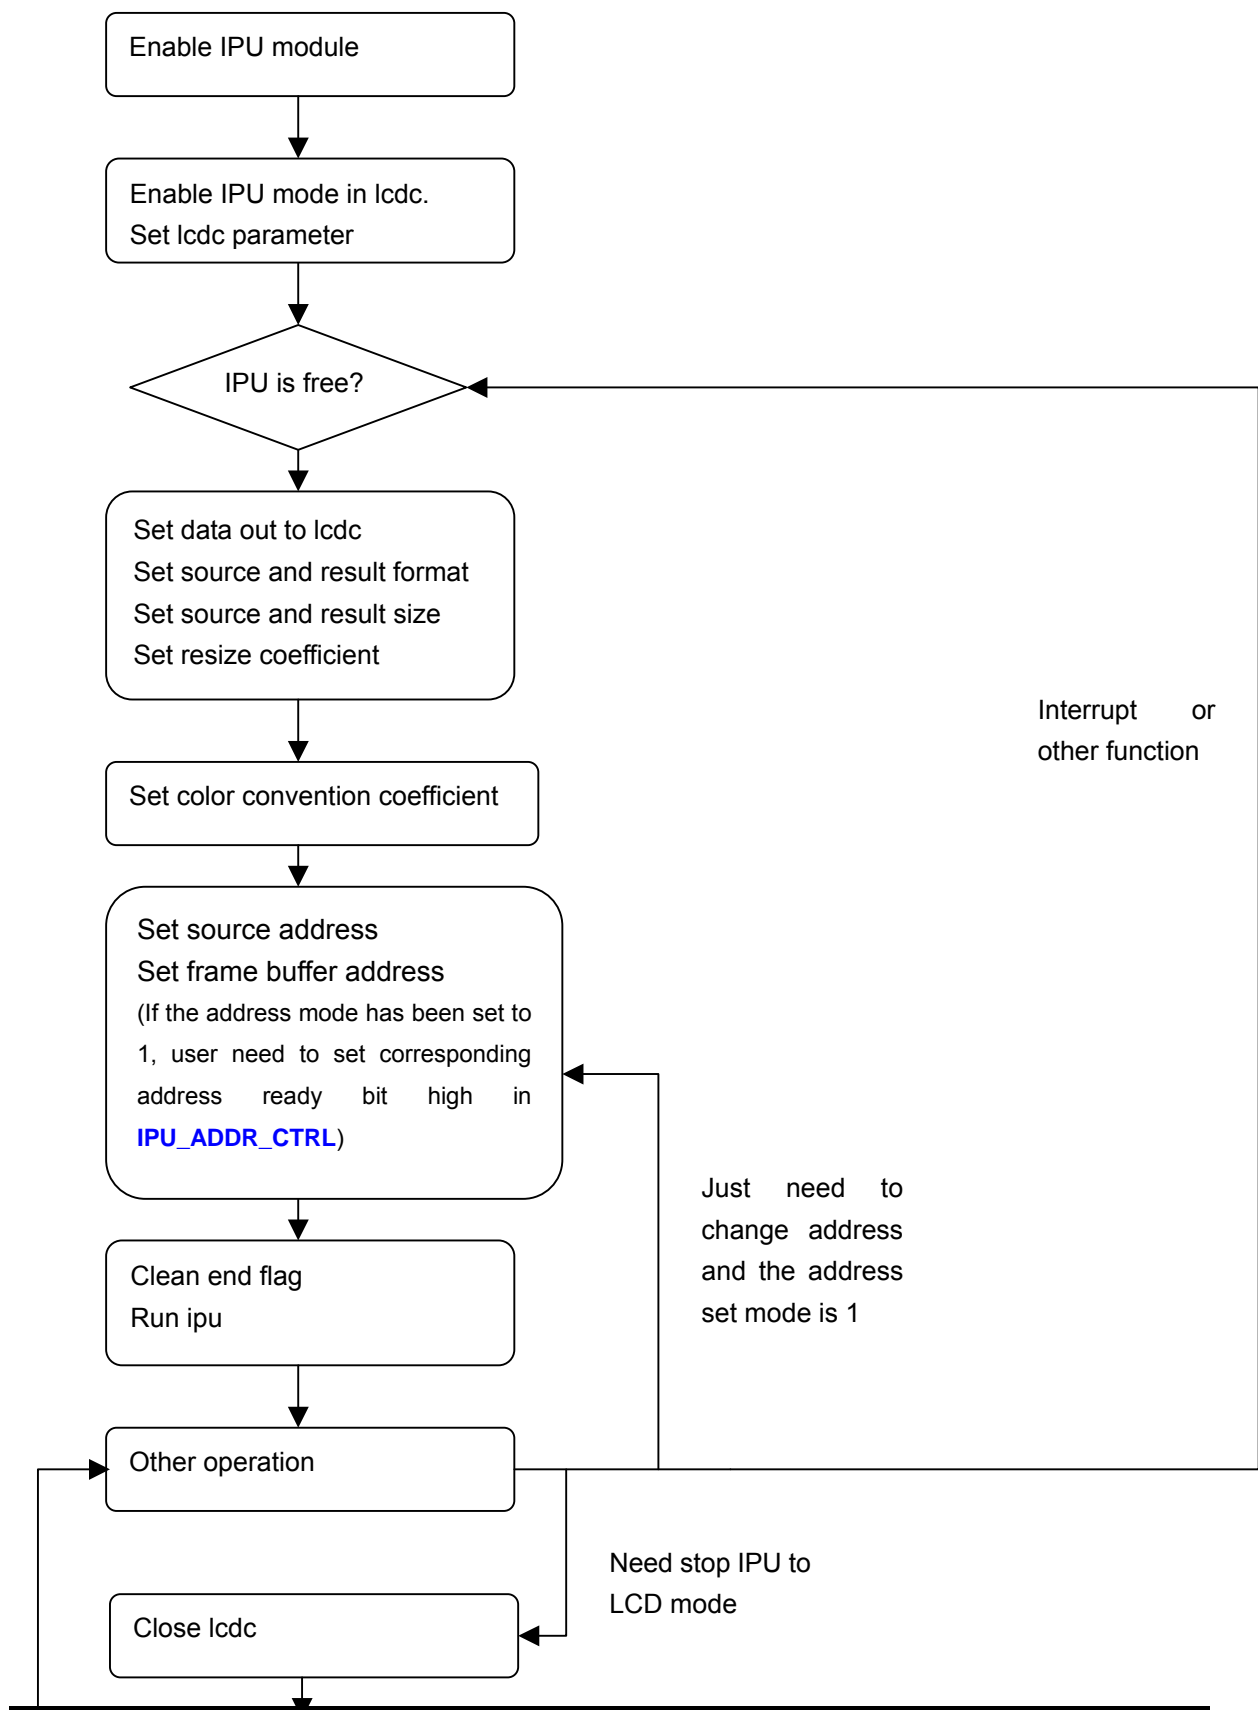 Enable IPU module
Enable IPU mode in lcdc.
Set lcdc parameter
IPU is free?
Set data out to lcdc
Set source and result format
Set source and result size
Set resize coefficient
Interrupt or
other function
Set color convention coefficient
Set source address
Set frame buffer address
(If the address mode has been set to
1, user need to set corresponding
address ready bit high in
IPU_ADDR_CTRL)
Just need to
change address
and the address
set mode is 1
Clean end flag
Run ipu
Other operation
Need stop IPU to
LCD mode
Close lcdc